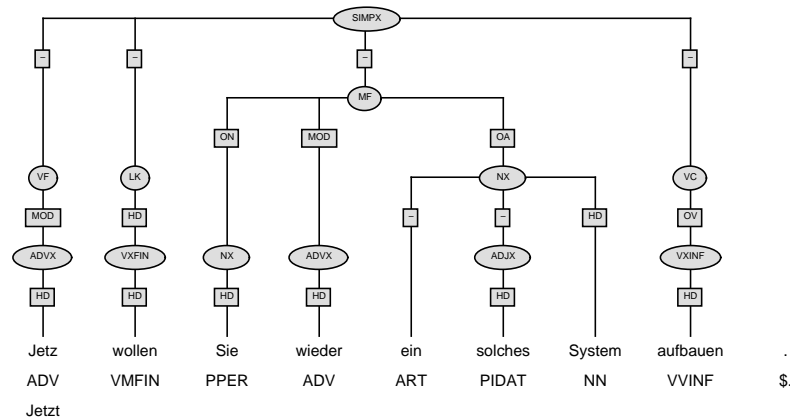 SIMPX
– – – –
MF
ON MOD OA
VF LK NX VC
MOD HD – – HD OV
ADVX VXFIN NX ADVX ADJX VXINF
HD HD HD HD HD HD
Jetz wollen Sie wieder ein solches System aufbauen .
ADV VMFIN PPER ADV ART PIDAT NN VVINF $.
Jetzt